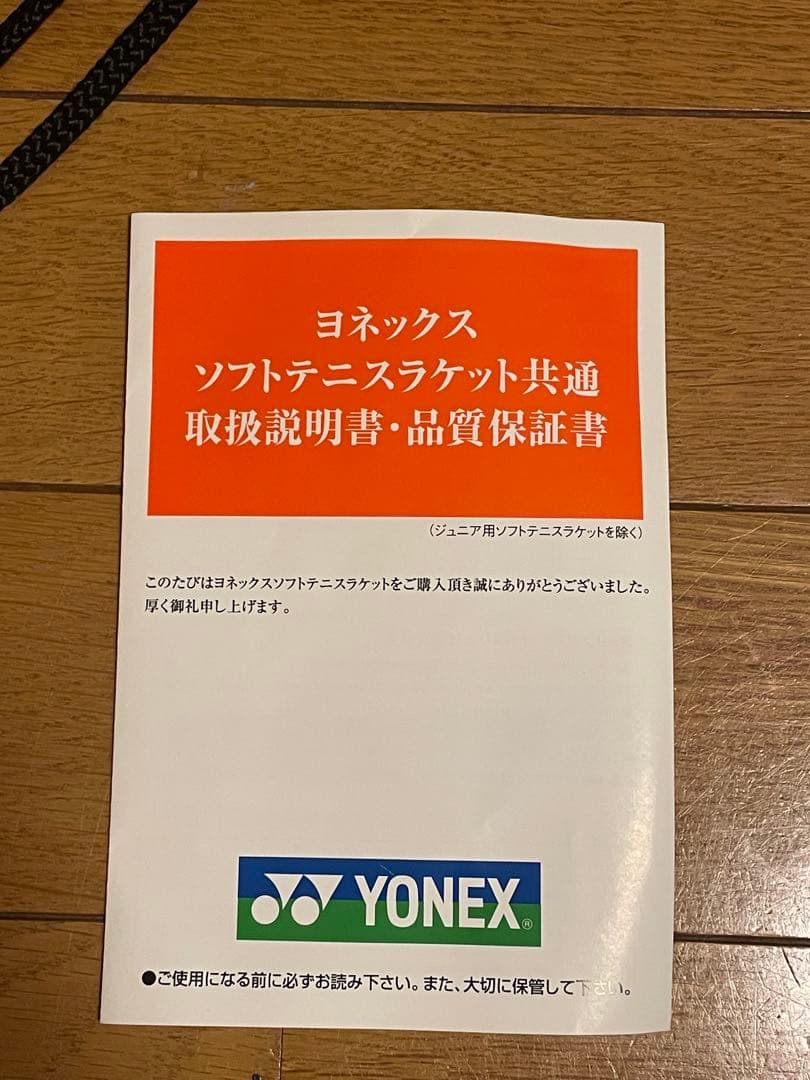 ヨネックス
ソフトテニスラケット共通
取扱説明書・品質保証書
(ジュニア用ソフトテニスラケットを除く)
このたびはヨネックスソフトテニスラケットをご購入頂き誠にありがとうございました。
厚く御礼申し上げます。
YONEX®
●ご使用になる前に必ずお読み下さい。また、大切に保管して下さい。